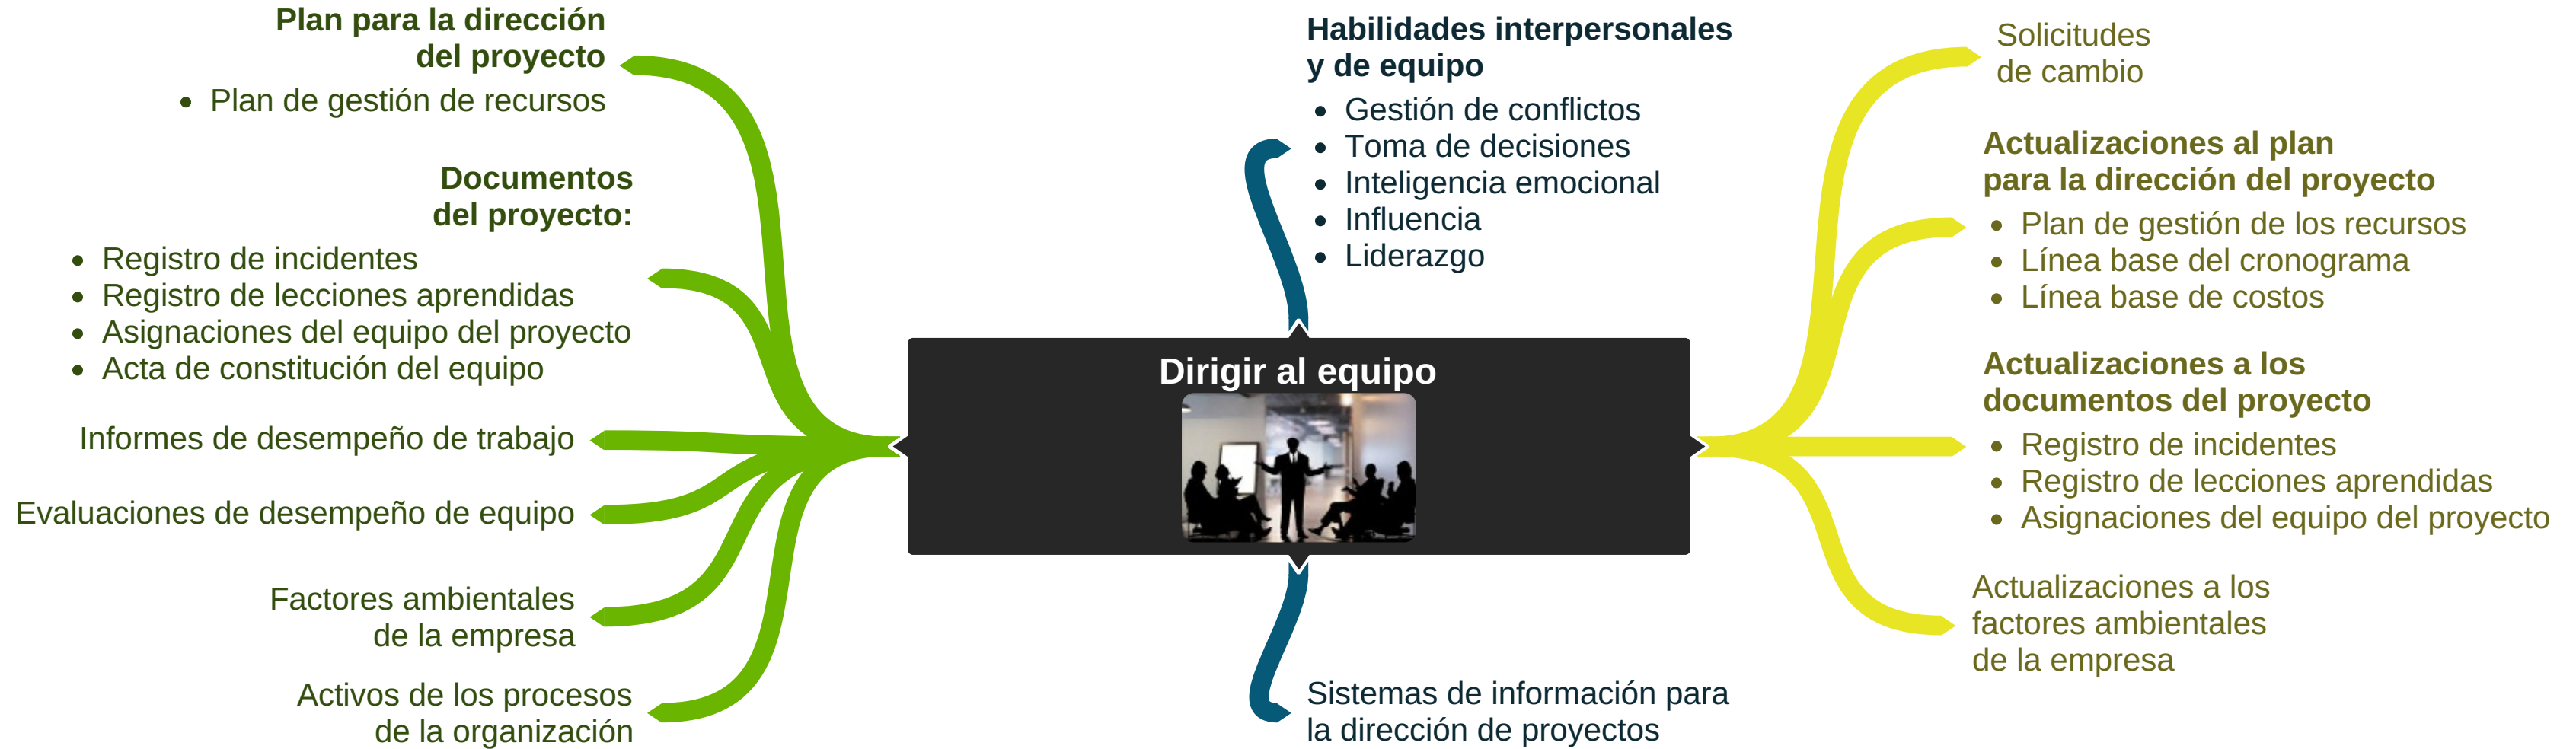 Plan para la dirección
del proyecto
• Plan de gestión de recursos
Documentos
del proyecto:
• Registro de incidentes
• Registro de lecciones aprendidas
• Asignaciones del equipo del proyecto
• Acta de constitución del equipo
Informes de desempeño de trabajo
Evaluaciones de desempeño de equipo
Factores ambientales
de la empresa
Activos de los procesos
de la organización
Habilidades interpersonales
y de equipo
• Gestión de conflictos
• Toma de decisiones
• Inteligencia emocional
• Influencia
• Liderazgo
Dirigir al equipo
Sistemas de información para
la dirección de proyectos
Solicitudes
de cambio
Actualizaciones al plan
para la dirección del proyecto
• Plan de gestión de los recursos
• Línea base del cronograma
• Línea base de costos
Actualizaciones a los
documentos del proyecto
• Registro de incidentes
• Registro de lecciones aprendidas
• Asignaciones del equipo del proyecto
Actualizaciones a los
factores ambientales
de la empresa